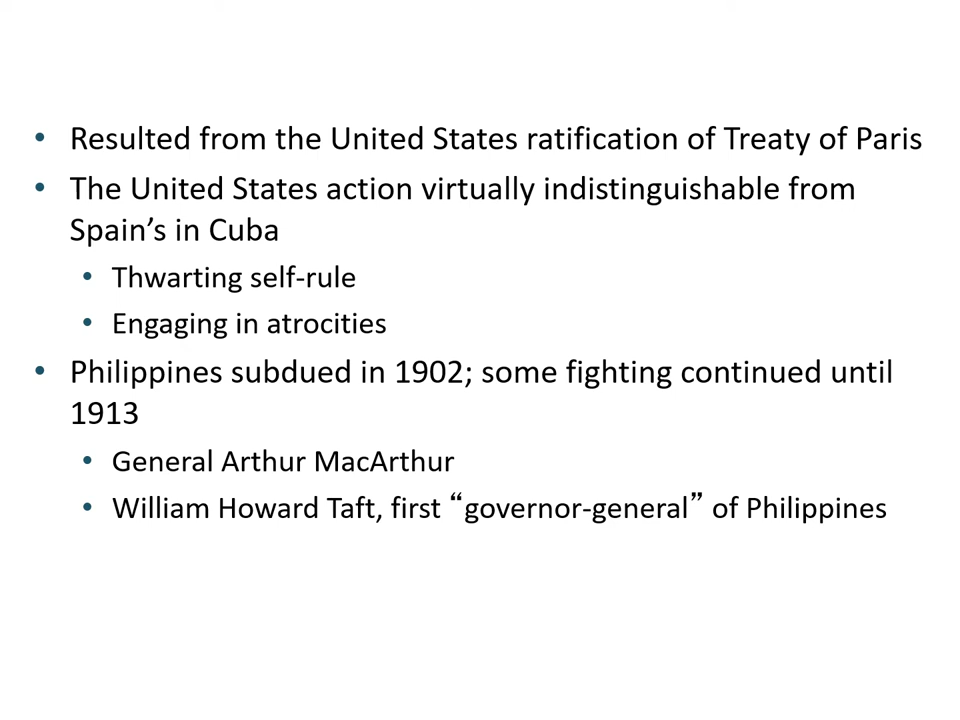 • Resulted from the United States ratification of Treaty of Paris
• The United States action virtually indistinguishable from
Spain’s in Cuba
• Thwarting self-rule
• Engaging in atrocities
• Philippines subdued in 1902; some fighting continued until
1913
• General Arthur MacArthur
• William Howard Taft, first “governor-general” of Philippines